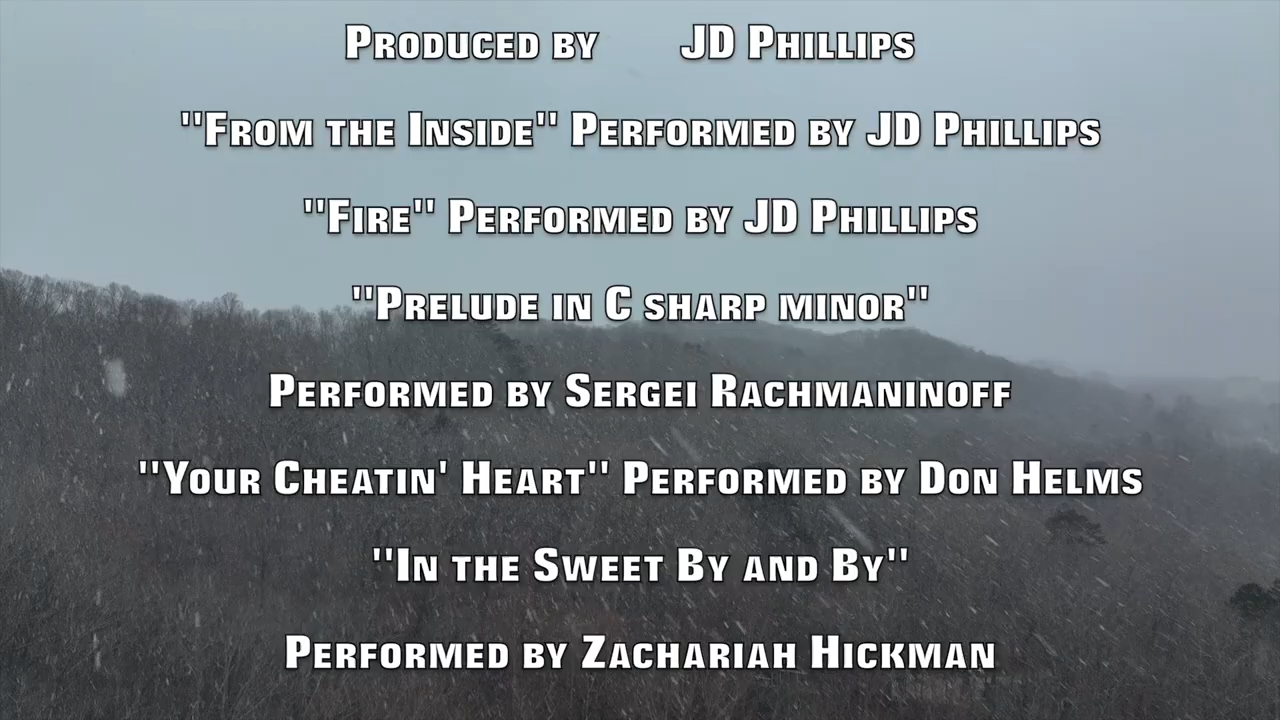 Produced by JD Phillips
"From the Inside" Performed by JD Phillips
"Fire" Performed by JD Phillips
"Prelude in C sharp minor"
Performed by Sergei Rachmaninoff
"Your Cheatin' Heart" Performed by Don Helms
"In the Sweet By and By"
Performed by Zachariah Hickman